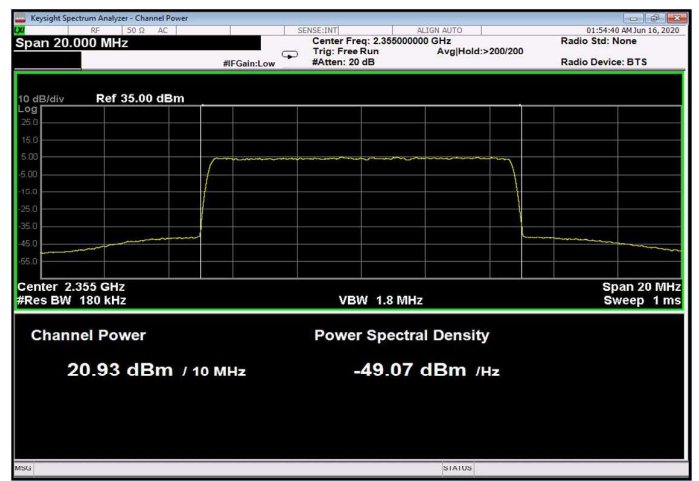 Keysight Spectrum Analyzer - Channel Power
LXI RF 50 Ω AC SENSE:INT ALIGN AUTO 01:54:40 AM Jun 16, 2020
Span 20.000 MHz Center Freq: 2.355000000 GHz Radio Std: None
Trig: Free Run Avg|Hold:>200/200
#IFGain:Low #Atten: 20 dB Radio Device: BTS
10 dB/div Ref 35.00 dBm
Log
25.0
15.0
5.00
-5.00
-15.0
-25.0
-35.0
-45.0
-55.0
Center 2.355 GHz Span 20 MHz
#Res BW 180 kHz VBW 1.8 MHz Sweep 1 ms
Channel Power Power Spectral Density
20.93 dBm / 10 MHz -49.07 dBm /Hz
MSG STATUS